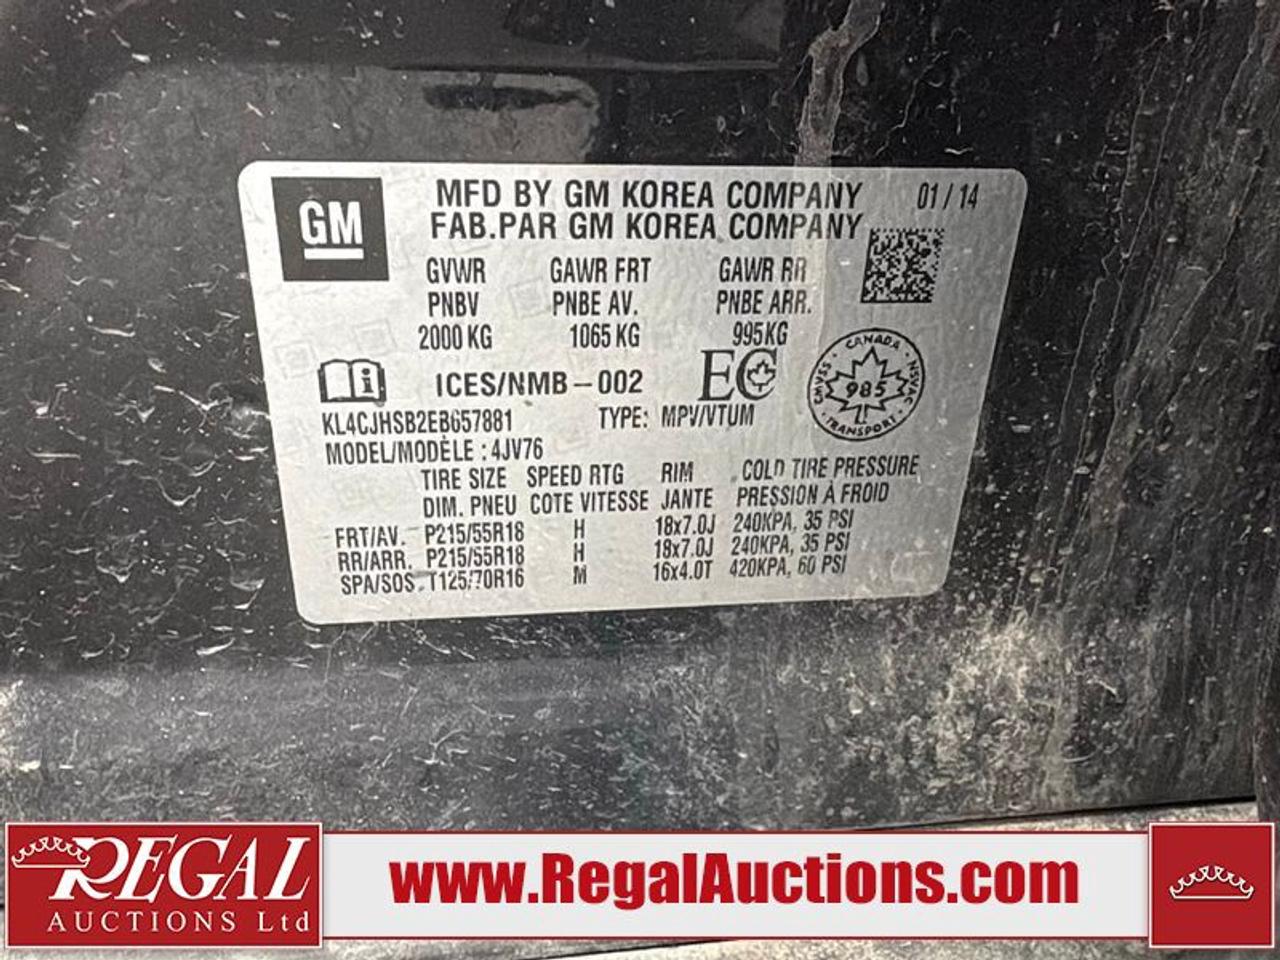 GM
MFD BY GM KOREA COMPANY 01/14
FAB.PAR GM KOREA COMPANY
GVWR GAWR FRT GAWR RR
PNBV PNBE AV. PNBE ARR.
2000 KG 1065 KG 995KG
i ICES/NMB-002 EC
CANADA
CMVSS 985 NSVAC
TRANSPORT
KL4CJHSB2EB657881 TYPE: MPV/VTUM
MODEL/MODÈLE : 4JV76
TIRE SIZE SPEED RTG RIM COLD TIRE PRESSURE
DIM. PNEU COTE VITESSE JANTE PRESSION À FROID
FRT/AV. P215/55R18 H 18x7.0J 240KPA, 35 PSI
RR/ARR. P215/55R18 H 18x7.0J 240KPA, 35 PSI
SPA/SOS. T125/70R16 M 16x4.0T 420KPA, 60 PSI
REGAL
AUCTIONS Ltd
www.RegalAuctions.com